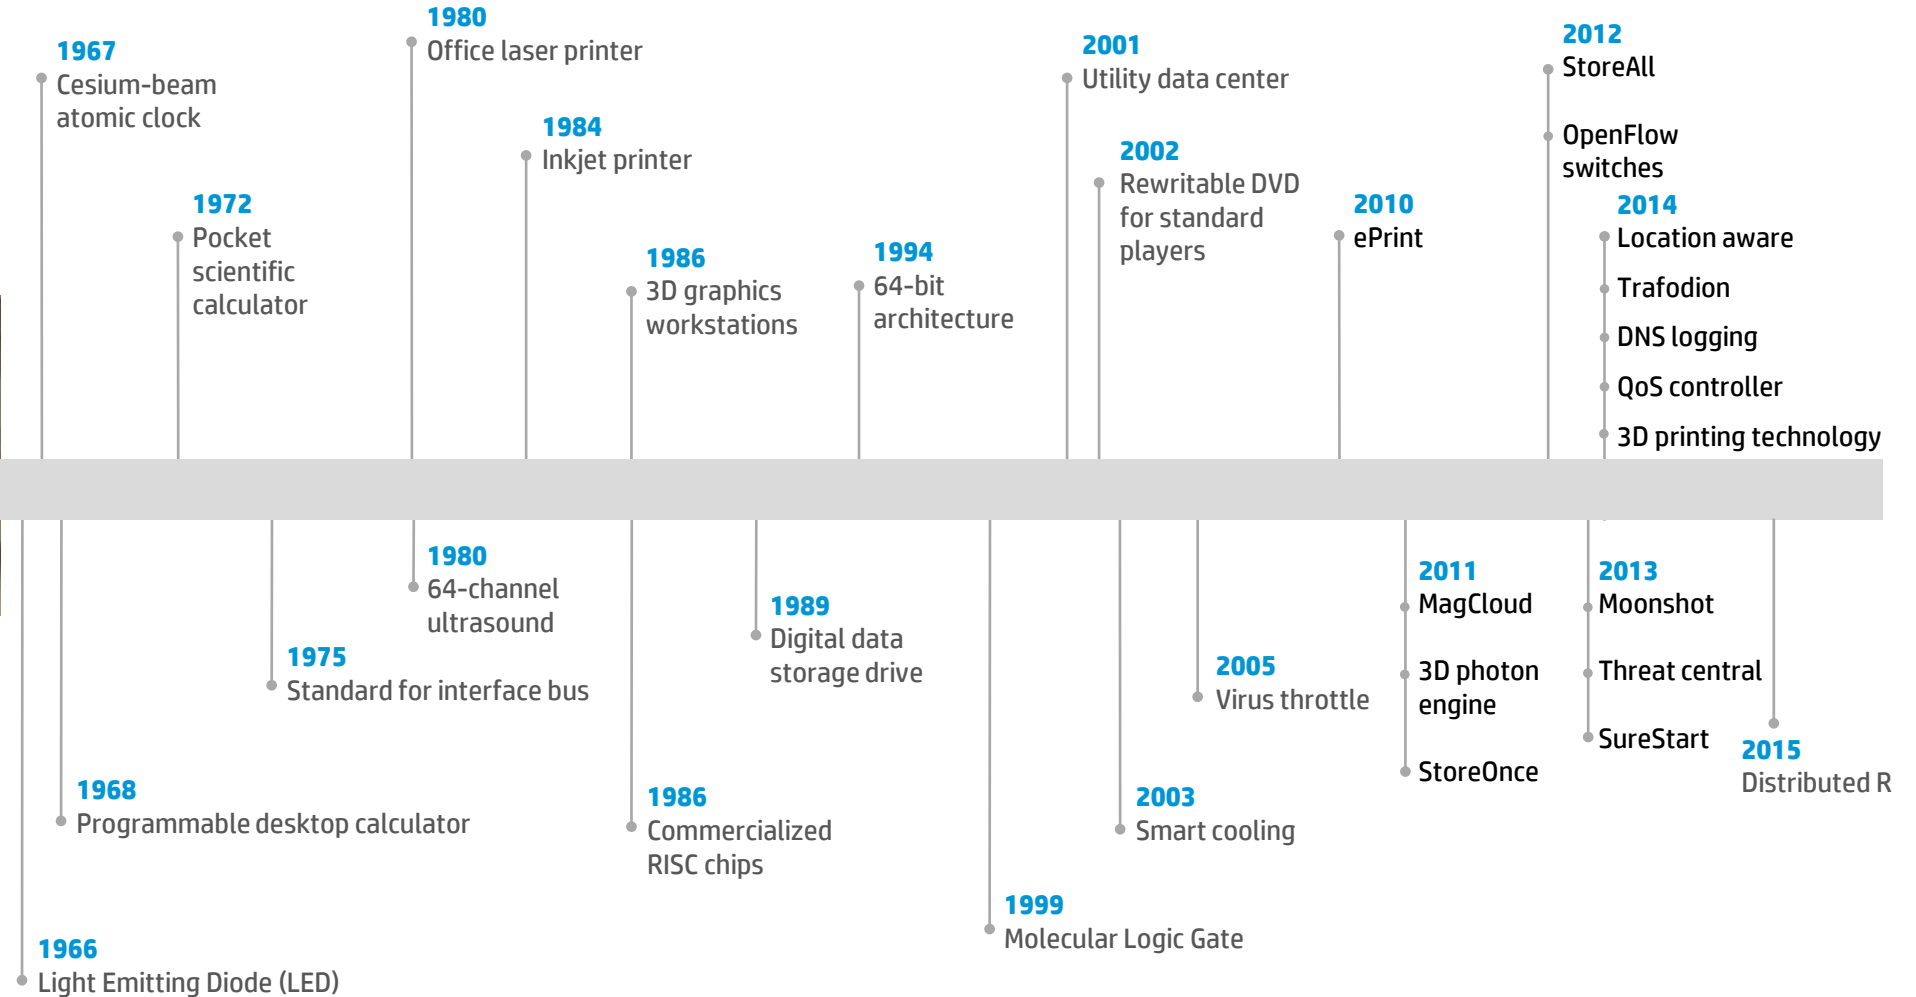 1967
Cesium-beam
atomic clock
1972
Pocket
scientific
calculator
1980
Office laser printer
1984
Inkjet printer
1986
3D graphics
workstations
1994
64-bit
architecture
2001
Utility data center
2002
Rewritable DVD
for standard
players
2010
ePrint
2012
StoreAll
OpenFlow
switches
2014
Location aware
Trafodion
DNS logging
QoS controller
3D printing technology
1966
Light Emitting Diode (LED)
1968
Programmable desktop calculator
1975
Standard for interface bus
1980
64-channel
ultrasound
1986
Commercialized
RISC chips
1989
Digital data
storage drive
1999
Molecular Logic Gate
2003
Smart cooling
2005
Virus throttle
2011
MagCloud
3D photon
engine
StoreOnce
2013
Moonshot
Threat central
SureStart
2015
Distributed R